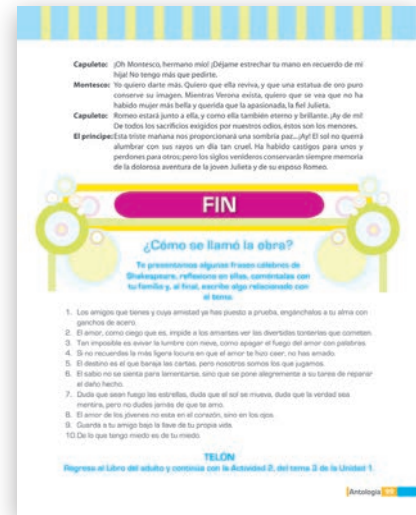 Capuleto: ¡Oh Montesco, hermano mío! ¡Déjame estrechar tu mano en recuerdo de mi
hija! No tengo más que pedirte.
Montesco: Yo quiero darte más. Quiero que ella reviva, y que una estatua de oro puro
conserve su imagen. Mientras Verona exista, quiero que se vea que no ha
habido mujer más bella y querida que la apasionada, la fiel Julieta.
Capuleto: Romeo estará junto a ella, y como ella también eterno y brillante. ¡Ay de mí!
De todos los sacrificios exigidos por nuestros odios, éstos son los menores.
El príncipe: Esta triste mañana nos proporcionará una sombría paz... ¡Ay! El sol no querrá
alumbrar con sus rayos un día tan cruel. Ha habido castigos para unos y
perdones para otros; pero los siglos venideros conservarán siempre memoria
de la dolorosa aventura de la joven Julieta y de su esposo Romeo.
FIN
¿Cómo se llamó la obra?
Te presentamos algunas frases célebres de
Shakespeare, reflexiona en ellas, coméntalas con
tu familia y, al final, escribe algo relacionado con
el tema:
1. Los amigos que tienes y cuya amistad ya has puesto a prueba, engánchalos a tu alma con
ganchos de acero.
2. El amor, como ciego que es, impide a los amantes ver las divertidas tonterías que cometen.
3. Tan imposible es avivar la lumbre con nieve, como apagar el fuego del amor con palabras.
4. Si no recuerdas la más ligera locura en que el amor te hizo caer, no has amado.
5. El destino es el que baraja las cartas, pero nosotros somos los que jugamos.
6. El sabio no se sienta para lamentarse, sino que se pone alegremente a su tarea de reparar
el daño hecho.
7. Duda que sean fuego las estrellas, duda que el sol se mueva, duda que la verdad sea
mentira, pero no dudes jamás de que te amo.
8. El amor de los jóvenes no está en el corazón, sino en los ojos.
9. Guarda a tu amigo bajo la llave de tu propia vida.
10. De lo que tengo miedo es de tu miedo.
TELÓN
Regresa al Libro del adulto y continúa con la Actividad 2, del tema 3 de la Unidad 1.
Antología